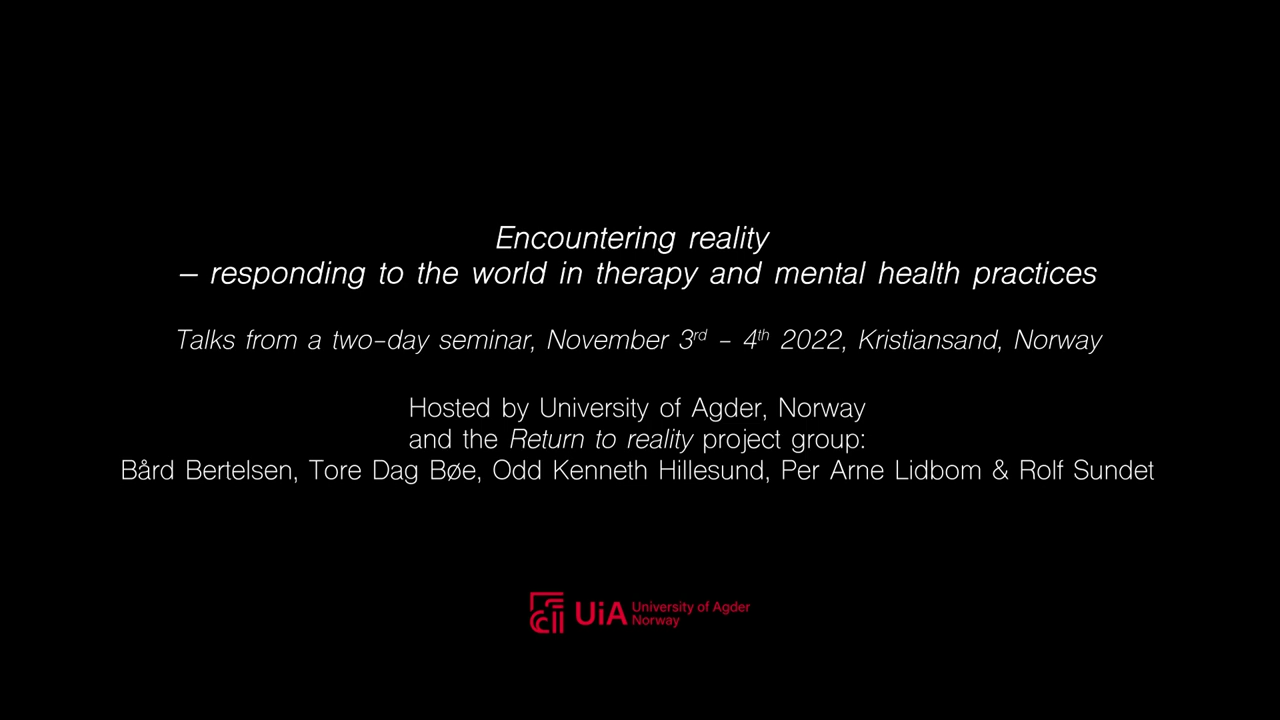 Encountering reality
– responding to the world in therapy and mental health practices
Talks from a two-day seminar, November 3rd - 4th 2022, Kristiansand, Norway
Hosted by University of Agder, Norway
and the Return to reality project group:
Bård Bertelsen, Tore Dag Bøe, Odd Kenneth Hillesund, Per Arne Lidbom & Rolf Sundet
UiA University of Agder
Norway